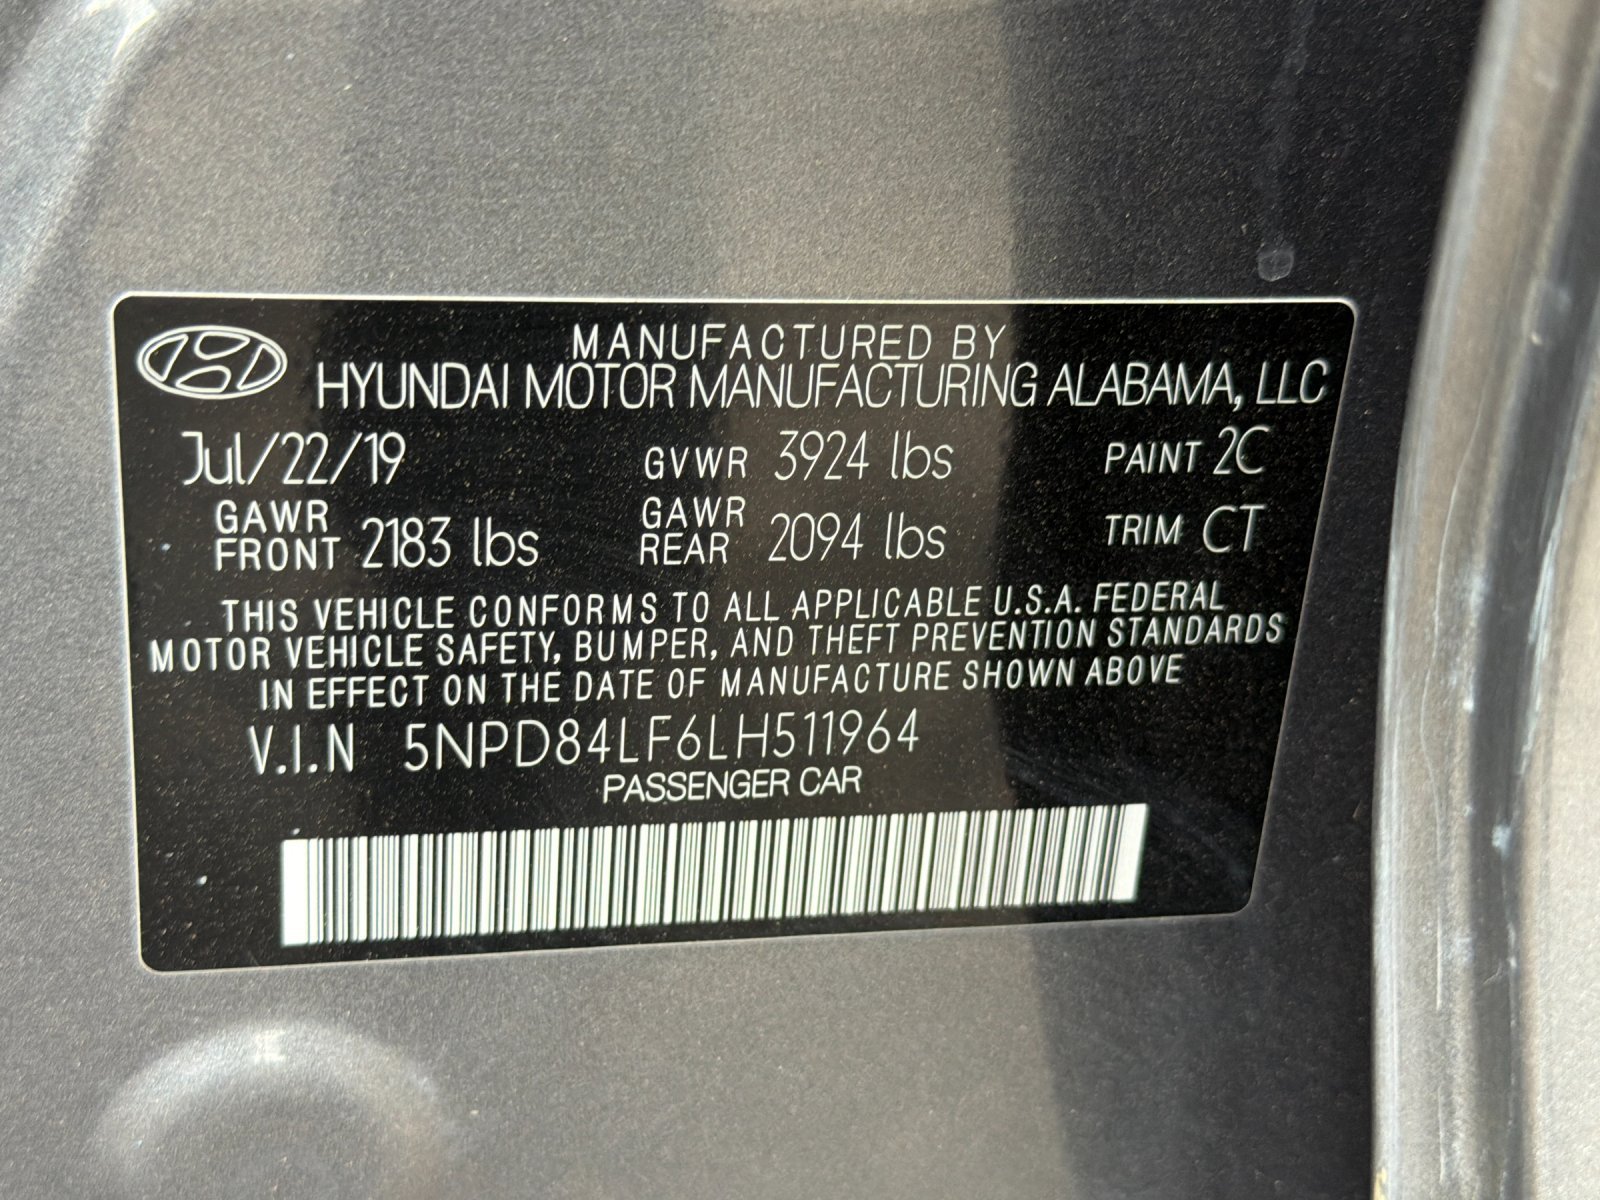 MANUFACTURED BY
HYUNDAI MOTOR MANUFACTURING ALABAMA, LLC
Jul/22/19 GVWR 3924 lbs PAINT 2C
GAWR FRONT 2183 lbs GAWR REAR 2094 lbs TRIM CT
THIS VEHICLE CONFORMS TO ALL APPLICABLE U.S.A. FEDERAL
MOTOR VEHICLE SAFETY, BUMPER, AND THEFT PREVENTION STANDARDS
IN EFFECT ON THE DATE OF MANUFACTURE SHOWN ABOVE
V.I.N 5NPD84LF6LH511964
PASSENGER CAR